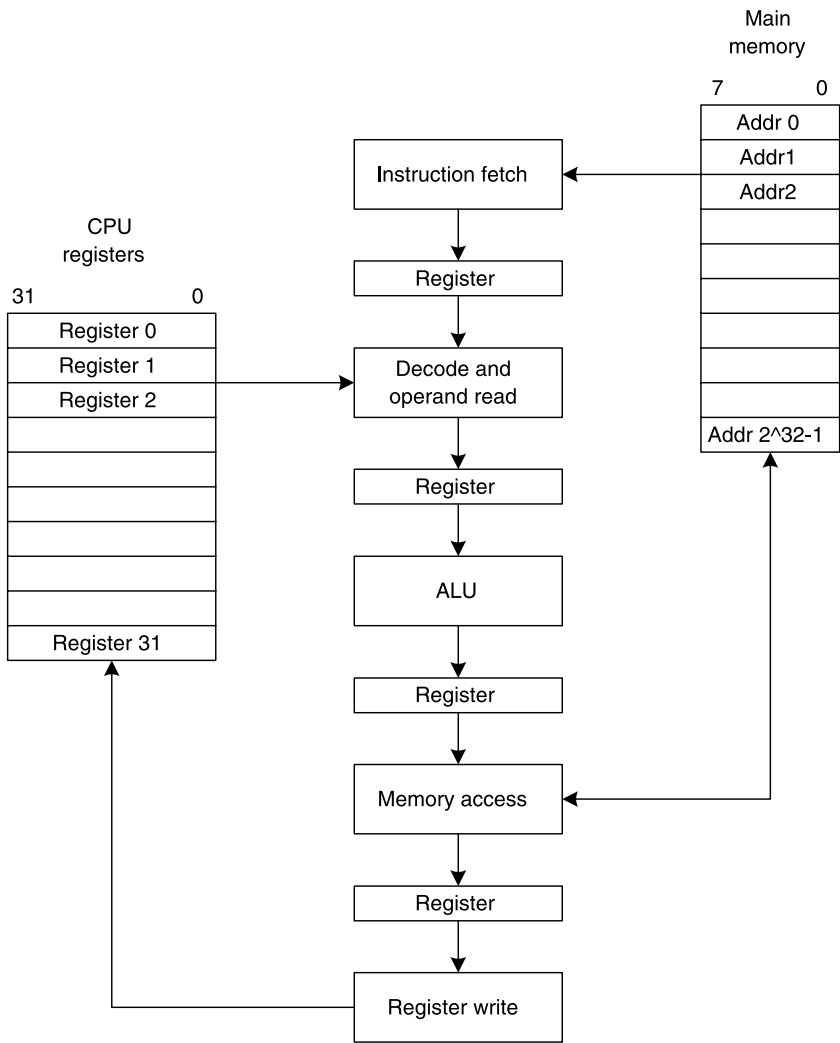 Main
memory
7 0
Addr 0
Addr1
Addr2
Addr 2^32-1
CPU
registers
31 0
Register 0
Register 1
Register 2
Register 31
Instruction fetch
Register
Decode and
operand read
Register
ALU
Register
Memory access
Register
Register write